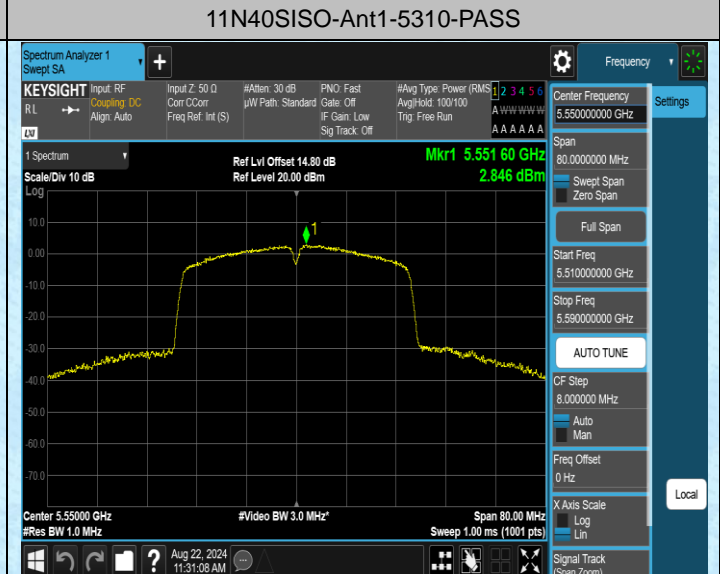 11N40SISO-Ant1-5310-PASS
Spectrum Analyzer 1
Swept SA
+
Frequency
KEYSIGHT
RL
LXI
Input: RF
Coupling: DC
Align: Auto
Input Z: 50 Ω
Corr CCorr
Freq Ref: Int (S)
#Atten: 30 dB
µW Path: Standard
PNO: Fast
Gate: Off
IF Gain: Low
Sig Track: Off
#Avg Type: Power (RMS
Avg|Hold: 100/100
Trig: Free Run
1 2 3 4 5 6
A W W W W W
A A A A A A
1 Spectrum
Scale/Div 10 dB
Log
Ref Lvl Offset 14.80 dB
Ref Level 20.00 dBm
Mkr1 5.551 60 GHz
2.846 dBm
1
10.0
0.00
-10.0
-20.0
-30.0
-40.0
-50.0
-60.0
-70.0
Center 5.55000 GHz
#Res BW 1.0 MHz
#Video BW 3.0 MHz*
Span 80.00 MHz
Sweep 1.00 ms (1001 pts)
Aug 22, 2024
11:31:08 AM
?
Center Frequency
5.550000000 GHz
Settings
Span
80.0000000 MHz
Swept Span
Zero Span
Full Span
Start Freq
5.510000000 GHz
Stop Freq
5.590000000 GHz
AUTO TUNE
CF Step
8.000000 MHz
Auto
Man
Freq Offset
0 Hz
X Axis Scale
Log
Lin
Local
Signal Track
(Span Zoom)